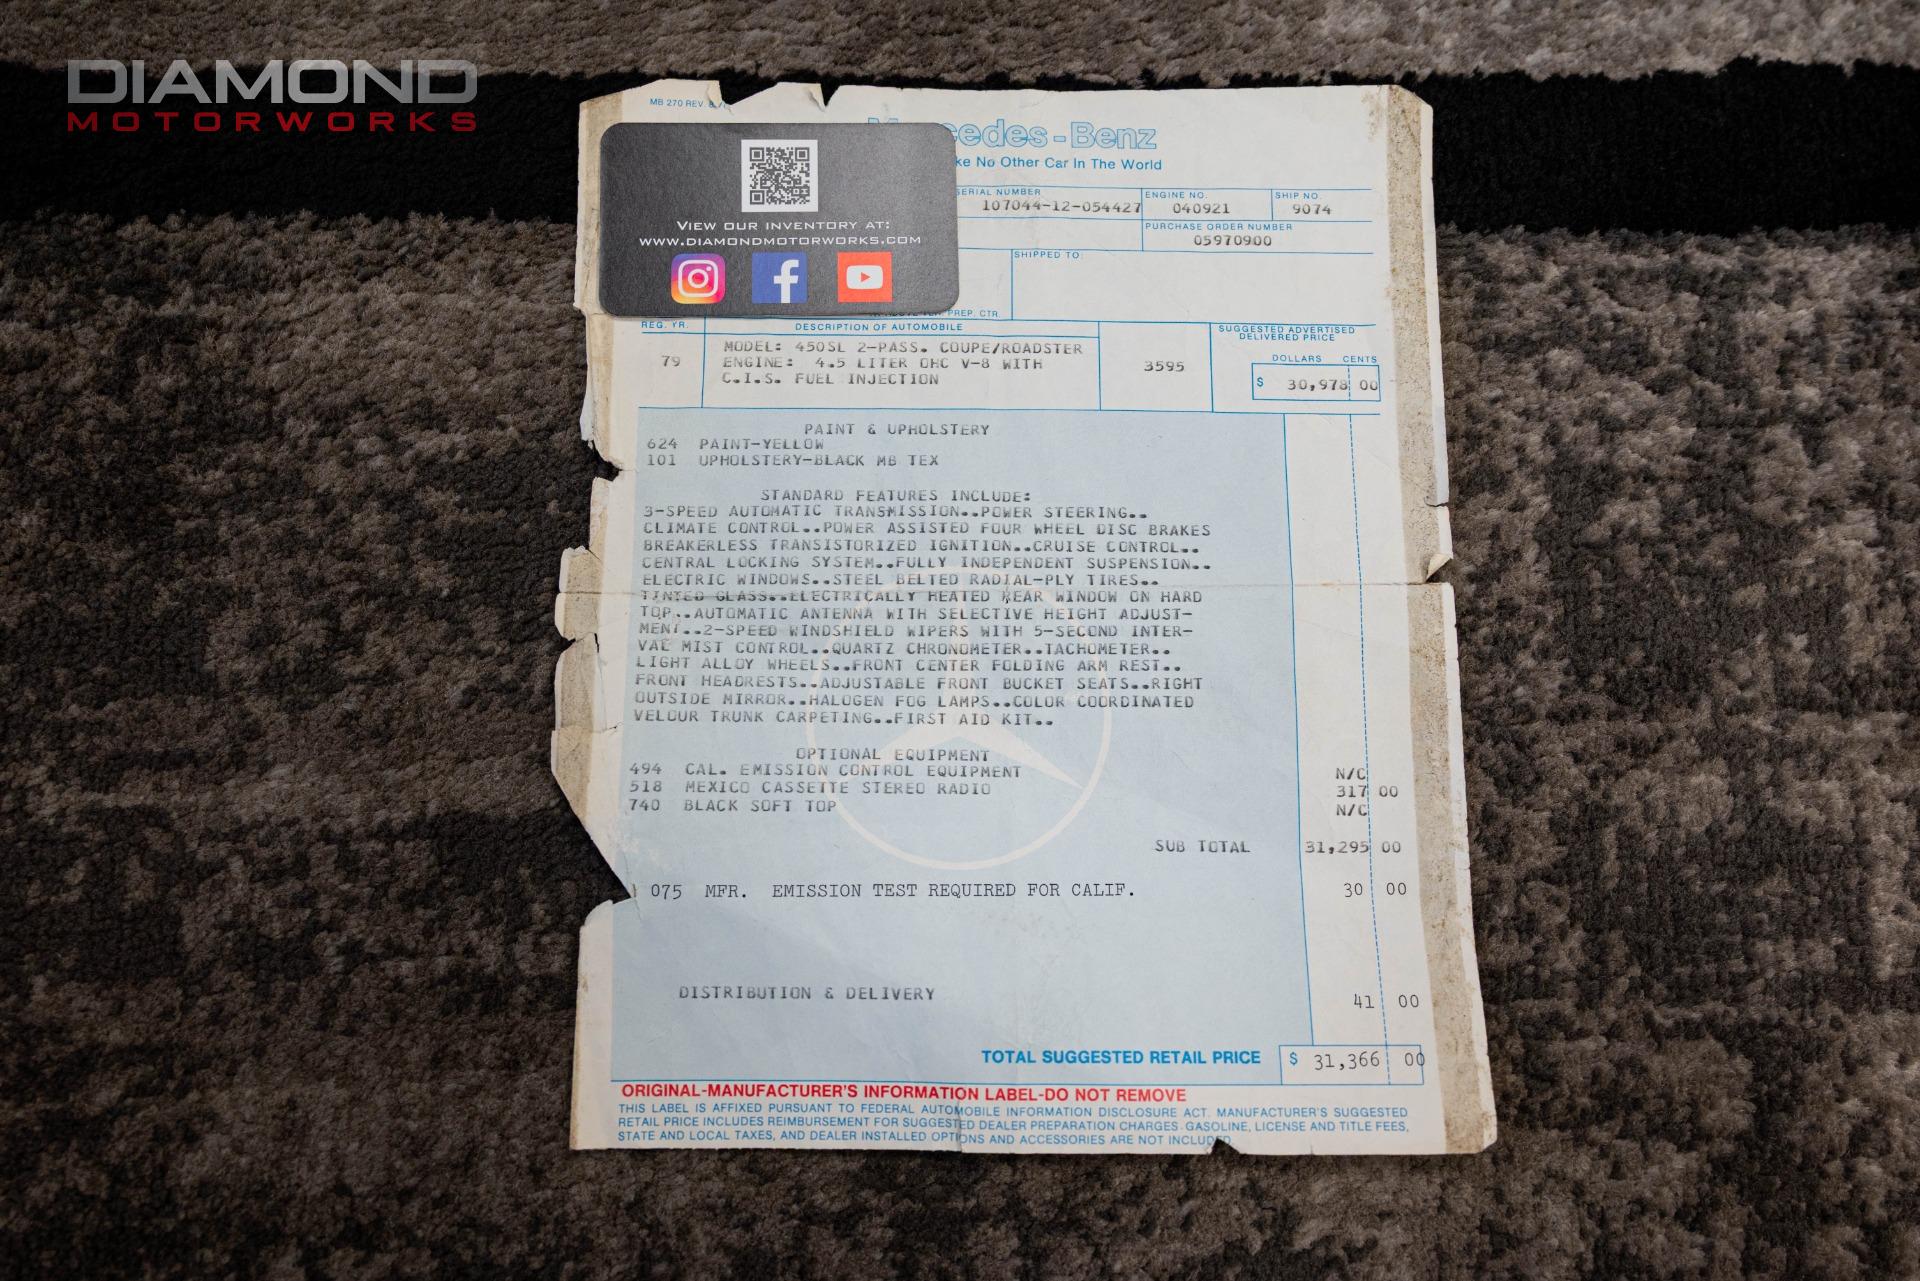 DIAMOND
MOTORWORKS
MB 270 REV.
cedes-Benz
ke No Other Car In The World
VIEW OUR INVENTORY AT:
WWW.DIAMONDMOTORWORKS.COM
SERIAL NUMBER ENGINE NO. SHIP NO.
107044-12-054427 040921 9074
PURCHASE ORDER NUMBER
05970900
SHIPPED TO:
PREP. CTR.
REG. YR. DESCRIPTION OF AUTOMOBILE SUGGESTED ADVERTISED
DELIVERED PRICE
79 MODEL: 450SL 2-PASS. COUPE/ROADSTER
ENGINE: 4.5 LITER OHC V-8 WITH 3595
C.I.S. FUEL INJECTION
DOLLARS CENTS
$ 30,978 00
PAINT & UPHOLSTERY
624 PAINT-YELLOW
101 UPHOLSTERY-BLACK MB TEX
STANDARD FEATURES INCLUDE:
3-SPEED AUTOMATIC TRANSMISSION..POWER STEERING..
CLIMATE CONTROL..POWER ASSISTED FOUR WHEEL DISC BRAKES
BREAKERLESS TRANSISTORIZED IGNITION..CRUISE CONTROL..
CENTRAL LOCKING SYSTEM..FULLY INDEPENDENT SUSPENSION..
ELECTRIC WINDOWS..STEEL BELTED RADIAL-PLY TIRES..
TINTED GLASS..ELECTRICALLY HEATED REAR WINDOW ON HARD
TOP..AUTOMATIC ANTENNA WITH SELECTIVE HEIGHT ADJUST-
MENT..2-SPEED WINDSHIELD WIPERS WITH 5-SECOND INTER-
VAL MIST CONTROL..QUARTZ CHRONOMETER..TACHOMETER..
LIGHT ALLOY WHEELS..FRONT CENTER FOLDING ARM REST..
FRONT HEADRESTS..ADJUSTABLE FRONT BUCKET SEATS..RIGHT
OUTSIDE MIRROR..HALOGEN FOG LAMPS..COLOR COORDINATED
VELOUR TRUNK CARPETING..FIRST AID KIT..
OPTIONAL EQUIPMENT
494 CAL. EMISSION CONTROL EQUIPMENT N/C
518 MEXICO CASSETTE STEREO RADIO 317 00
740 BLACK SOFT TOP N/C
SUB TOTAL 31,295 00
075 MFR. EMISSION TEST REQUIRED FOR CALIF. 30 00
DISTRIBUTION & DELIVERY 41 00
TOTAL SUGGESTED RETAIL PRICE $ 31,366 00
ORIGINAL-MANUFACTURER'S INFORMATION LABEL-DO NOT REMOVE
THIS LABEL IS AFFIXED PURSUANT TO FEDERAL AUTOMOBILE INFORMATION DISCLOSURE ACT. MANUFACTURER'S SUGGESTED
RETAIL PRICE INCLUDES REIMBURSEMENT FOR SUGGESTED DEALER PREPARATION CHARGES. GASOLINE, LICENSE AND TITLE FEES,
STATE AND LOCAL TAXES, AND DEALER INSTALLED OPTIONS AND ACCESSORIES ARE NOT INCLUDED